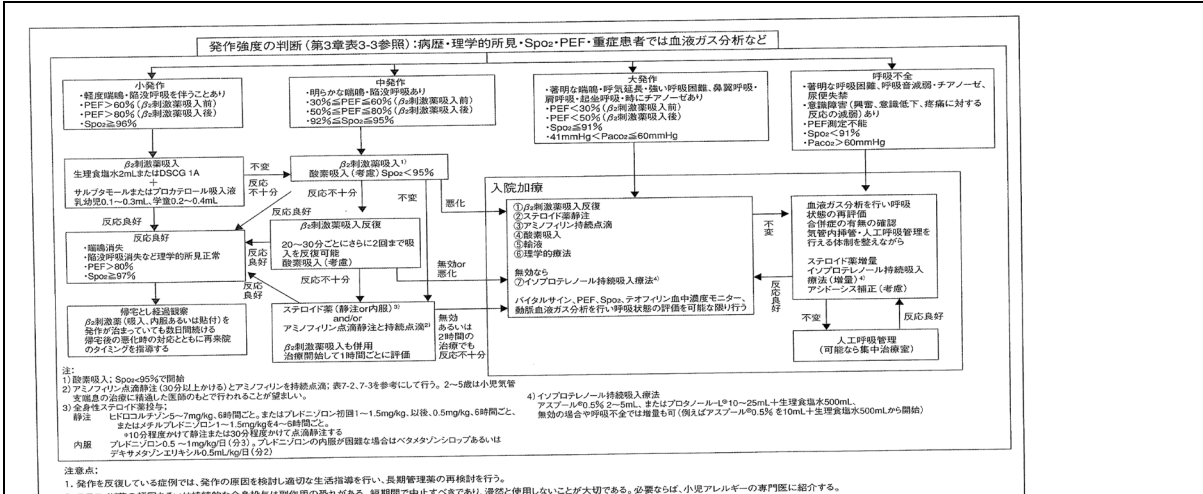 発作強度の判断(第3章表3-3参照):病歴・理学的所見・Spo₂・PEF・重症患者では血液ガス分析など
小発作
・軽度喘鳴・陥没呼吸を伴うことあり
・PEF>60%(β₂刺激薬吸入前)
・PEF>80%(β₂刺激薬吸入後)
・Spo₂≧96%
中発作
・明らかな喘鳴・陥没呼吸あり
・30%≦PEF≦60%(β₂刺激薬吸入前)
・50%≦PEF≦80%(β₂刺激薬吸入後)
・92%≦Spo₂≦95%
大発作
・著明な喘鳴・呼気延長・強い呼吸困難、鼻翼呼吸・
肩呼吸・起坐呼吸・時にチアノーゼあり
・PEF<30%(β₂刺激薬吸入前)
・PEF<50%(β₂刺激薬吸入後)
・Spo₂≦91%
・41mmHg<Paco₂≦60mmHg
呼吸不全
・著明な呼吸困難、呼吸音減弱・チアノーゼ、
尿便失禁
・意識障害(興奮、意識低下、疼痛に対する
反応の減弱)あり
・PEF測定不能
・Spo₂<91%
・Paco₂>60mmHg
β₂刺激薬吸入
生理食塩水2mLまたはDSCG 1A
+
サルブタモールまたはプロカテロール吸入液
乳幼児0.1~0.3mL、学童0.2~0.4mL
不変
反応
不十分
β₂刺激薬吸入¹⁾
酸素吸入(考慮)Spo₂<95%
反応良好
反応不十分
不変
悪化
反応良好
・喘鳴消失
・陥没呼吸消失など理学的所見正常
・PEF>80%
・Spo₂≧97%
反応
良好
β₂刺激薬吸入反復
20~30分ごとにさらに2回まで吸
入を反復可能
酸素吸入(考慮)
無効or
悪化
反応
良好
反応不十分
帰宅とし経過観察
β₂刺激薬(吸入、内服あるいは貼付)を
発作が治まっていても数日間続ける
帰宅後の悪化時の対応とともに再来院
のタイミングを指導する
ステロイド薬(静注or内服)³⁾
and/or
アミノフィリン点滴静注と持続点滴²⁾
β₂刺激薬吸入も併用
治療開始して1時間ごとに評価
無効
あるいは
2時間の
治療でも
反応不十分
入院加療
①β₂刺激薬吸入反復
②ステロイド薬静注
③アミノフィリン持続点滴
④酸素吸入
⑤輸液
⑥理学的療法
無効なら
⑦イソプロテレノール持続吸入療法⁴⁾
バイタルサイン、PEF、Spo₂、テオフィリン血中濃度モニター、
動脈血液ガス分析を行い呼吸状態の評価を可能な限り行う
不
変
反応
良好
血液ガス分析を行い呼吸
状態の再評価
合併症の有無の確認
気管内挿管・人工呼吸管理を
行える体制を整えながら
ステロイド薬増量
イソプロテレノール持続吸入
療法(増量)⁴⁾
アシドーシス補正(考慮)
不変
反応良好
人工呼吸管理
(可能なら集中治療室)
注:
1)酸素吸入;Spo₂<95%で開始
2)アミノフィリン点滴静注(30分以上かける)とアミノフィリンを持続点滴;表7-2、7-3を参考にして行う。2~5歳は小児気管
支喘息の治療に精通した医師のもとで行われることが望ましい。
3)全身性ステロイド薬投与;
静注 ヒドロコルチゾン5~7mg/kg、6時間ごと。またはプレドニゾロン初回1~1.5mg/kg、以後、0.5mg/kg、6時間ごと、
またはメチルプレドニゾロン1~1.5mg/kgを4~6時間ごと。
*10分程度かけて静注または30分程度かけて点滴静注する
内服 プレドニゾロン0.5~1mg/kg/日(分3)。プレドニゾロンの内服が困難な場合はベタメタゾンシロップあるいは
デキサメタゾンエリキシル0.5mL/kg/日(分2)
4)イソプロテレノール持続吸入療法
アスプール®0.5% 2~5mL、またはプロタノールーL®10~25mL+生理食塩水500mL、
無効の場合や呼吸不全では増量も可(例えばアスプール®0.5%を10mL+生理食塩水500mLから開始)
注意点:
1. 発作を反復している症例では、発作の原因を検討し適切な生活指導を行い、長期管理薬の再検討を行う。
副作用の恐れがある。短期間で中止すべきであり、漫然と使用しないことが大切である。必要ならば、小児アレルギーの専門医に紹介する。